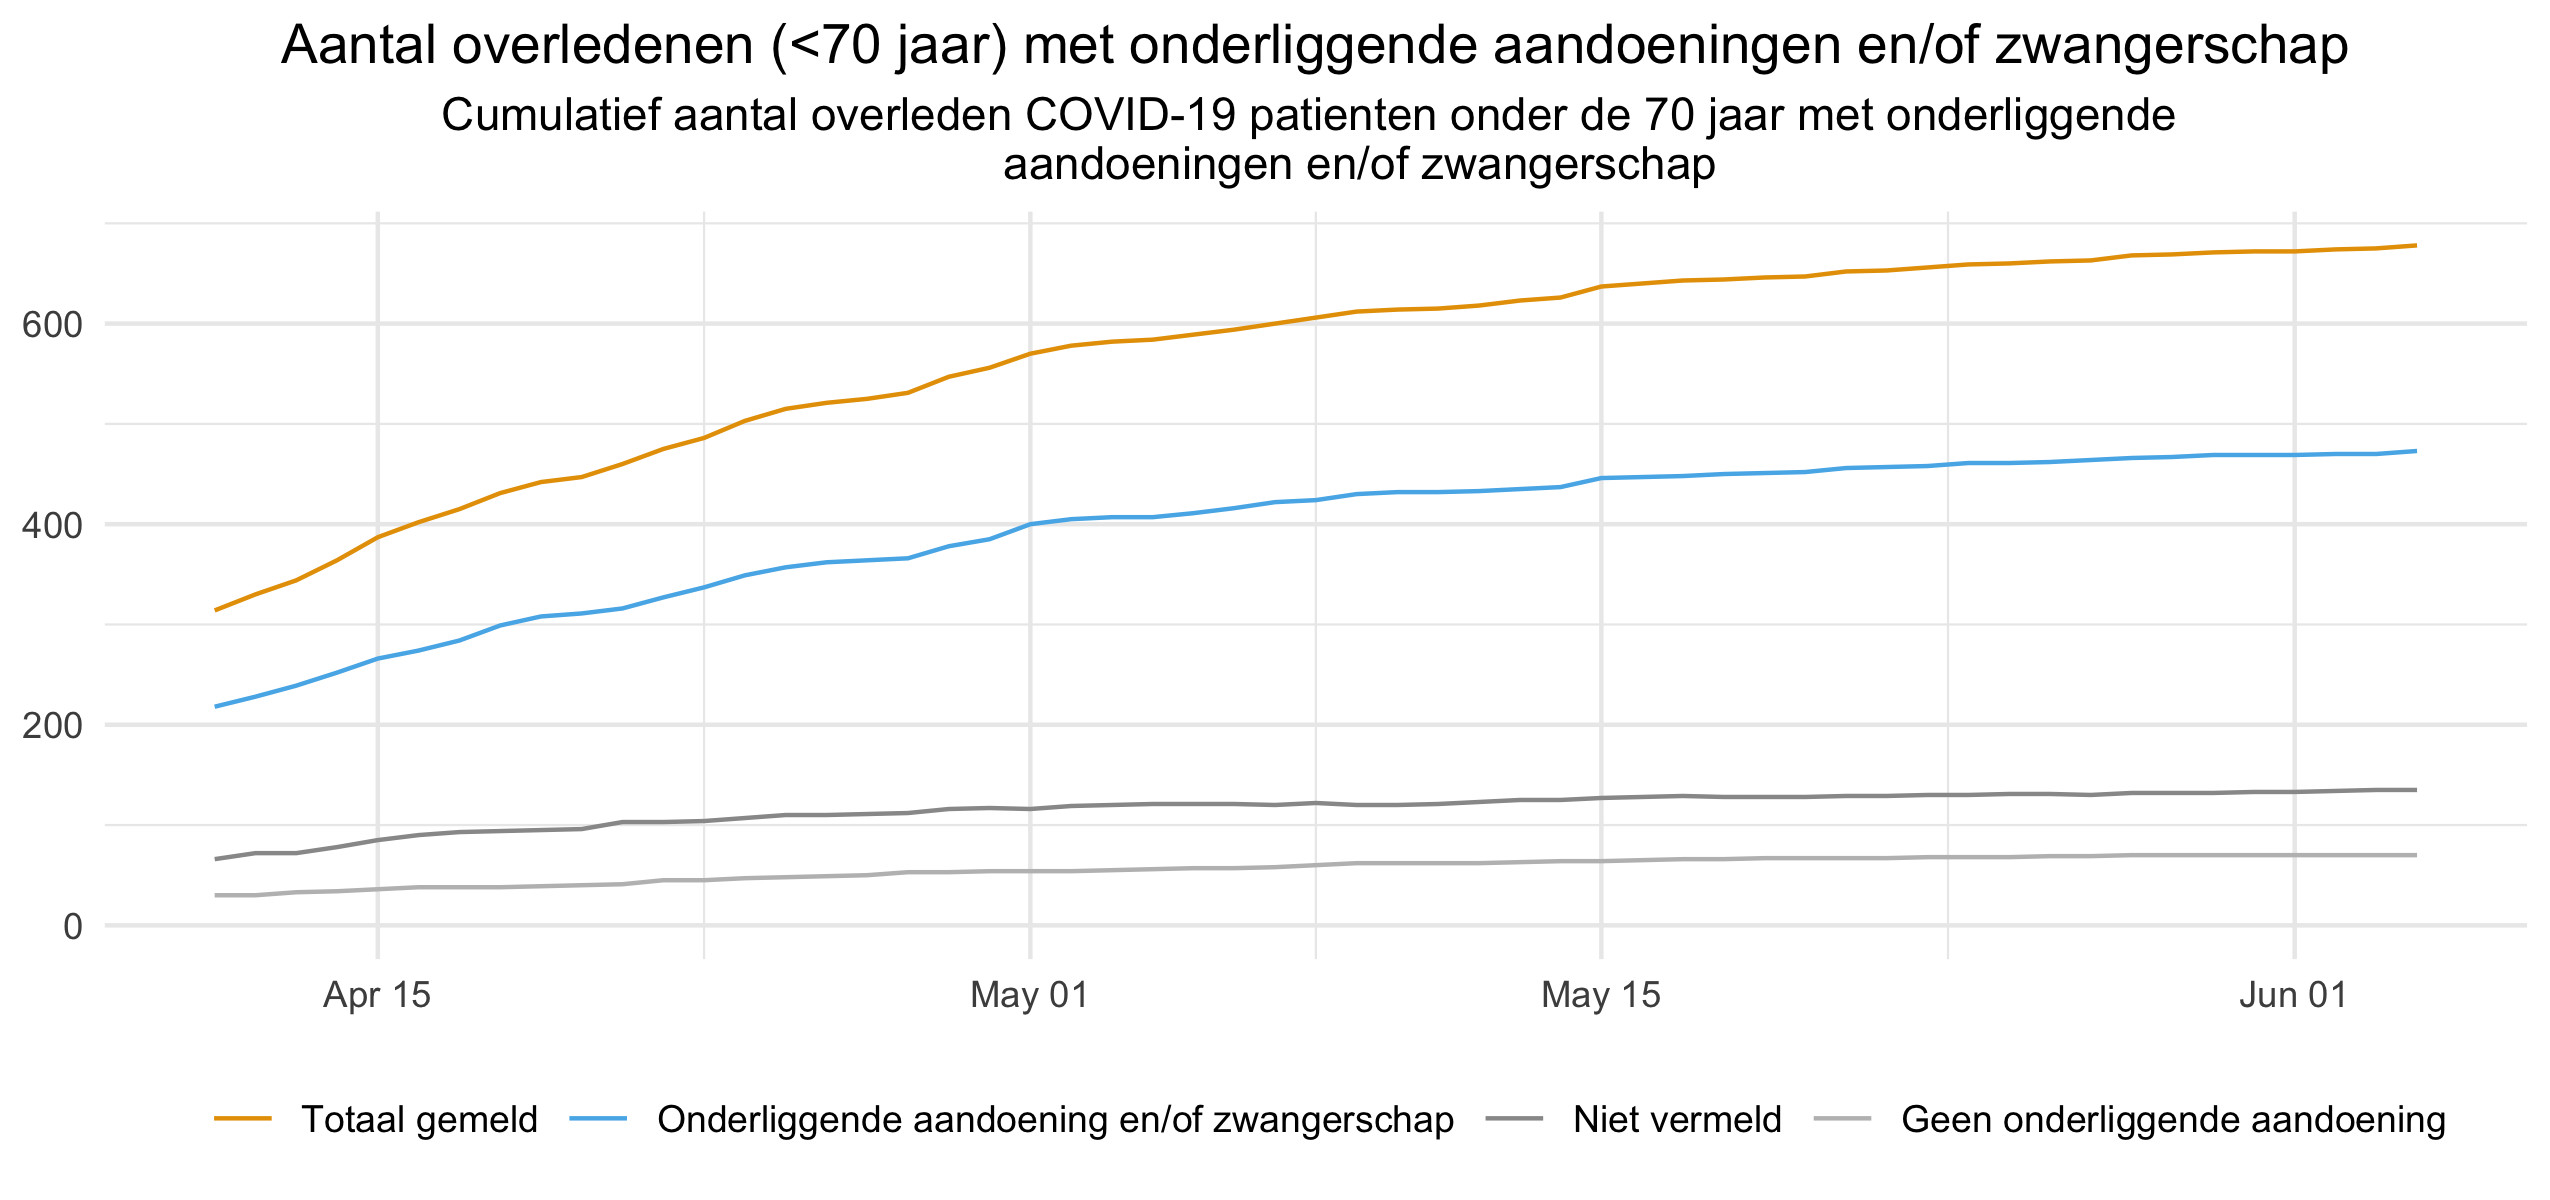 Aantal overledenen (<70 jaar) met onderliggende aandoeningen en/of zwangerschap
Cumulatief aantal overleden COVID-19 patienten onder de 70 jaar met onderliggende
aandoeningen en/of zwangerschap
600
400
200
0
Apr 15 May 01 May 15 Jun 01
Totaal gemeld Onderliggende aandoening en/of zwangerschap Niet vermeld Geen onderliggende aandoening